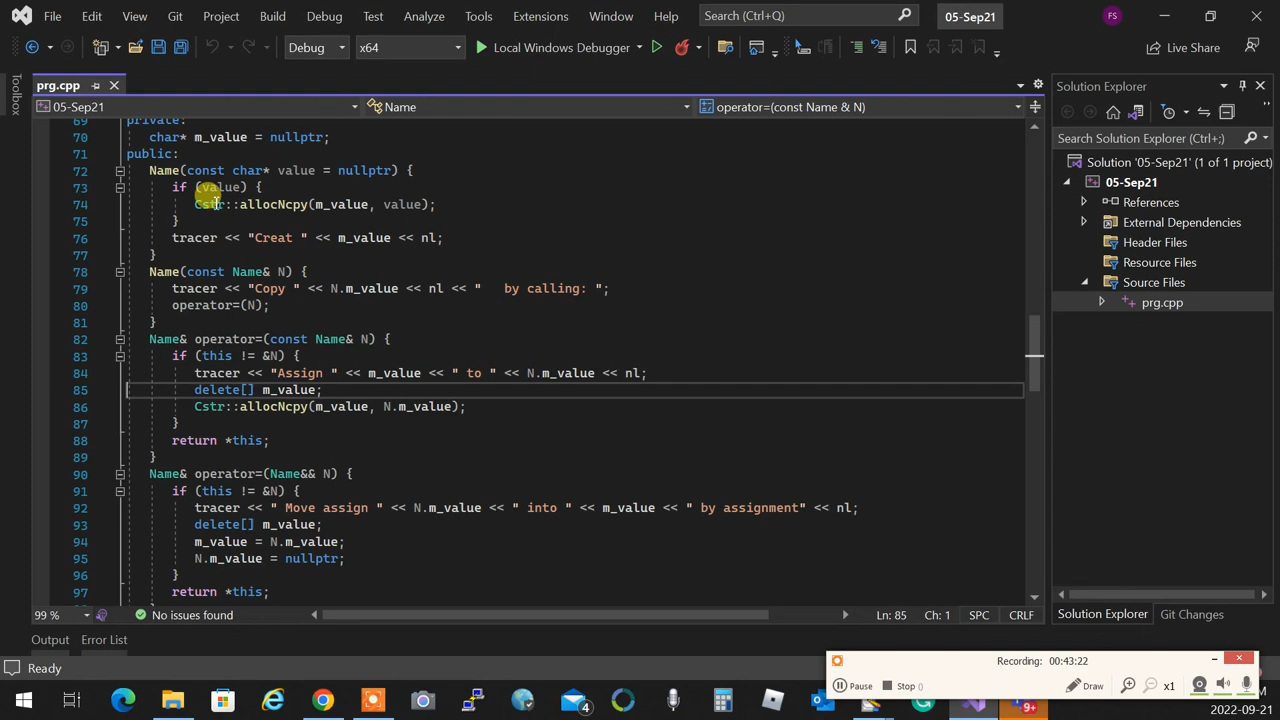 File Edit View Git Project Build Debug Test Analyze Tools Extensions Window Help Search (Ctrl+Q) 05-Sep21 FS
Debug x64 Local Windows Debugger Live Share
Toolbox
prg.cpp
05-Sep21 Name operator=(const Name & N)
69 private:
70 char* m_value = nullptr;
71 public:
72 Name(const char* value = nullptr) {
73 if (value) {
74 Cstr::allocNcpy(m_value, value);
75 }
76 tracer << "Creat " << m_value << nl;
77 }
78 Name(const Name& N) {
79 tracer << "Copy " << N.m_value << nl << "   by calling: ";
80 operator=(N);
81 }
82 Name& operator=(const Name& N) {
83 if (this != &N) {
84 tracer << "Assign " << m_value << " to " << N.m_value << nl;
85 delete[] m_value;
86 Cstr::allocNcpy(m_value, N.m_value);
87 }
88 return *this;
89 }
90 Name& operator=(Name&& N) {
91 if (this != &N) {
92 tracer << " Move assign " << N.m_value << " into " << m_value << " by assignment" << nl;
93 delete[] m_value;
94 m_value = N.m_value;
95 N.m_value = nullptr;
96 }
97 return *this;
99 % No issues found Ln: 85 Ch: 1 SPC CRLF
Solution Explorer
Search Solution Explorer (Ctrl+;)
Solution '05-Sep21' (1 of 1 project)
05-Sep21
References
External Dependencies
Header Files
Resource Files
Source Files
prg.cpp
Solution Explorer Git Changes
Output Error List
Ready
Recording: 00:43:22
Pause Stop () Draw x1
4
9+
2022-09-21